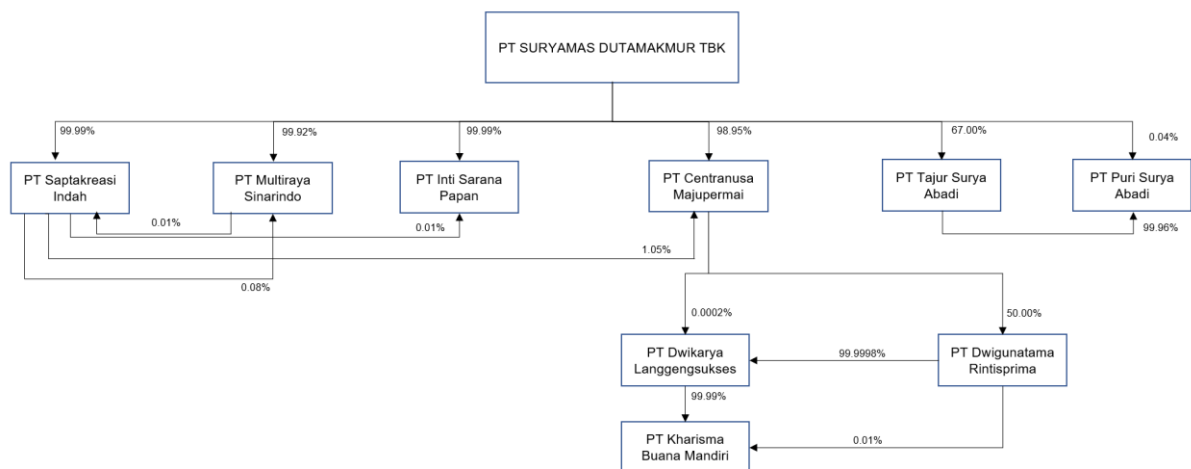 PT SURYAMAS DUTAMAKMUR TBK
99.99%
99.92%
99.99%
98.95%
67.00%
0.04%
PT Saptakreasi
Indah
PT Multiraya
Sinarindo
PT Inti Sarana
Papan
PT Centranusa
Majupermai
PT Tajur Surya
Abadi
PT Puri Surya
Abadi
0.01%
0.01%
1.05%
99.96%
0.08%
0.0002%
50.00%
PT Dwikarya
Langgengsukses
99.9998%
PT Dwigunatama
Rintisprima
99.99%
PT Kharisma
Buana Mandiri
0.01%